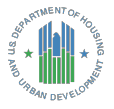 U.S. DEPARTMENT OF HOUSING
AND URBAN DEVELOPMENT